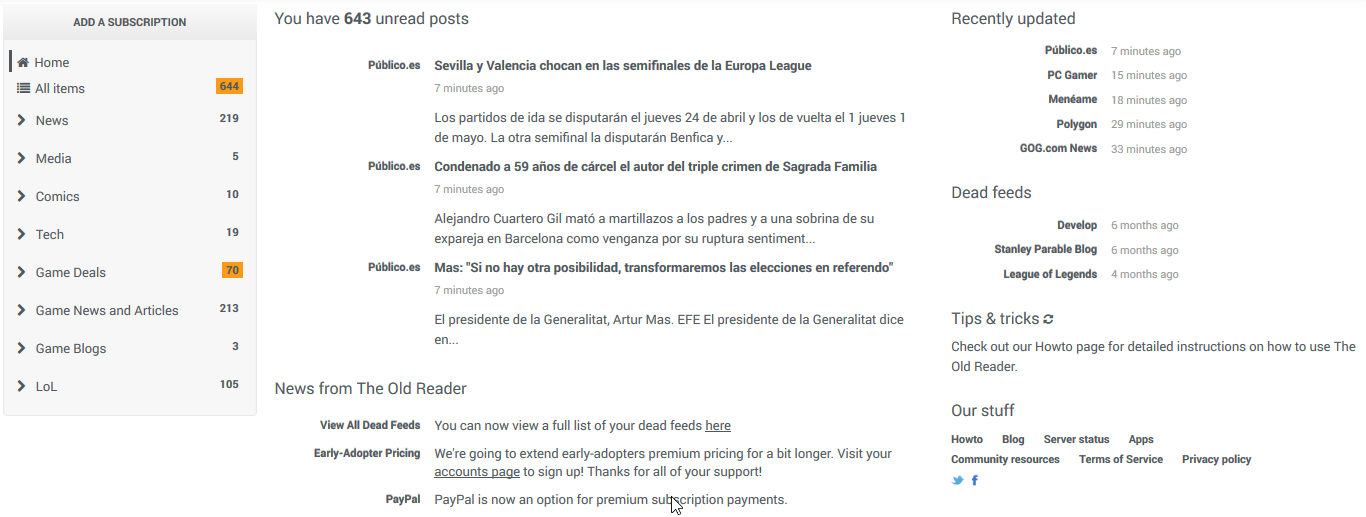 ADD A SUBSCRIPTION
Home
All items 644
News 219
Media 5
Comics 10
Tech 19
Game Deals 70
Game News and Articles 213
Game Blogs 3
LoL 105
You have 643 unread posts
Público.es Sevilla y Valencia chocan en las semifinales de la Europa League
7 minutes ago
Los partidos de ida se disputarán el jueves 24 de abril y los de vuelta el 1 jueves 1
de mayo. La otra semifinal la disputarán Benfica y...
Público.es Condenado a 59 años de cárcel el autor del triple crimen de Sagrada Familia
7 minutes ago
Alejandro Cuartero Gil mató a martillazos a los padres y a una sobrina de su
expareja en Barcelona como venganza por su ruptura sentiment...
Público.es Mas: "Si no hay otra posibilidad, transformaremos las elecciones en referendo"
7 minutes ago
El presidente de la Generalitat, Artur Mas. EFE El presidente de la Generalitat dice
en...
News from The Old Reader
View All Dead Feeds You can now view a full list of your dead feeds here
Early-Adopter Pricing We're going to extend early-adopters premium pricing for a bit longer. Visit your
accounts page to sign up! Thanks for all of your support!
PayPal PayPal is now an option for premium subscription payments.
Recently updated
Público.es 7 minutes ago
PC Gamer 15 minutes ago
Menéame 18 minutes ago
Polygon 29 minutes ago
GOG.com News 33 minutes ago
Dead feeds
Develop 6 months ago
Stanley Parable Blog 6 months ago
League of Legends 4 months ago
Tips & tricks
Check out our Howto page for detailed instructions on how to use The
Old Reader.
Our stuff
Howto Blog Server status Apps
Community resources Terms of Service Privacy policy